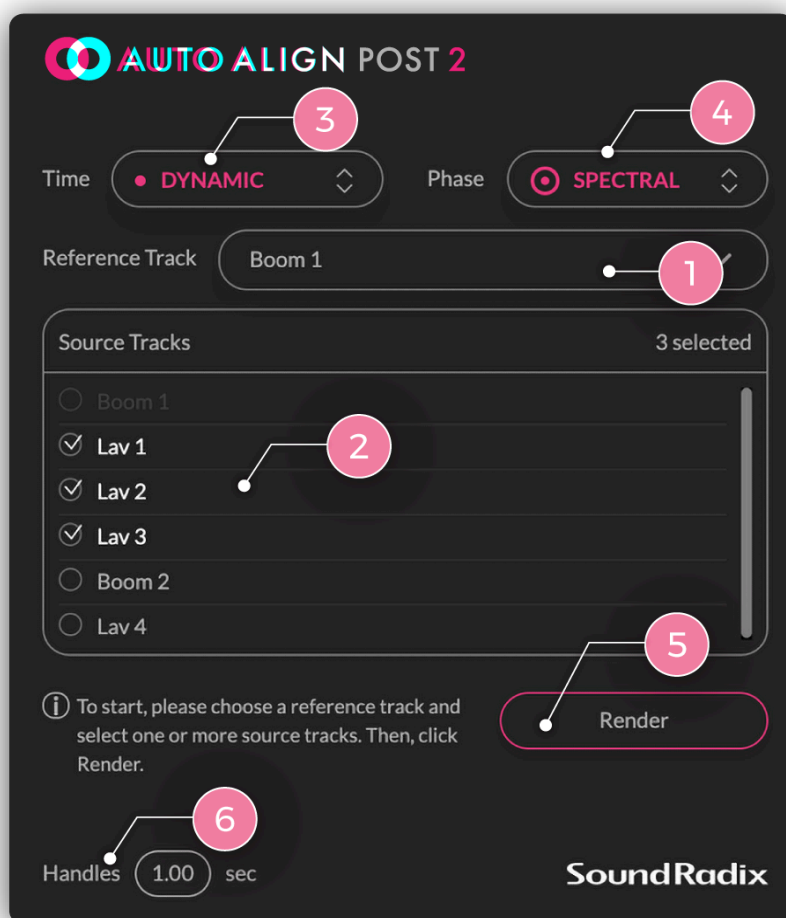 AUTO ALIGN POST 2
3
4
Time
DYNAMIC
Phase
SPECTRAL
Reference Track
Boom 1
1
Source Tracks
3 selected
Boom 1
Lav 1
2
Lav 2
Lav 3
Boom 2
Lav 4
5
To start, please choose a reference track and
select one or more source tracks. Then, click
Render.
Render
6
Handles
1.00
sec
SoundRadix